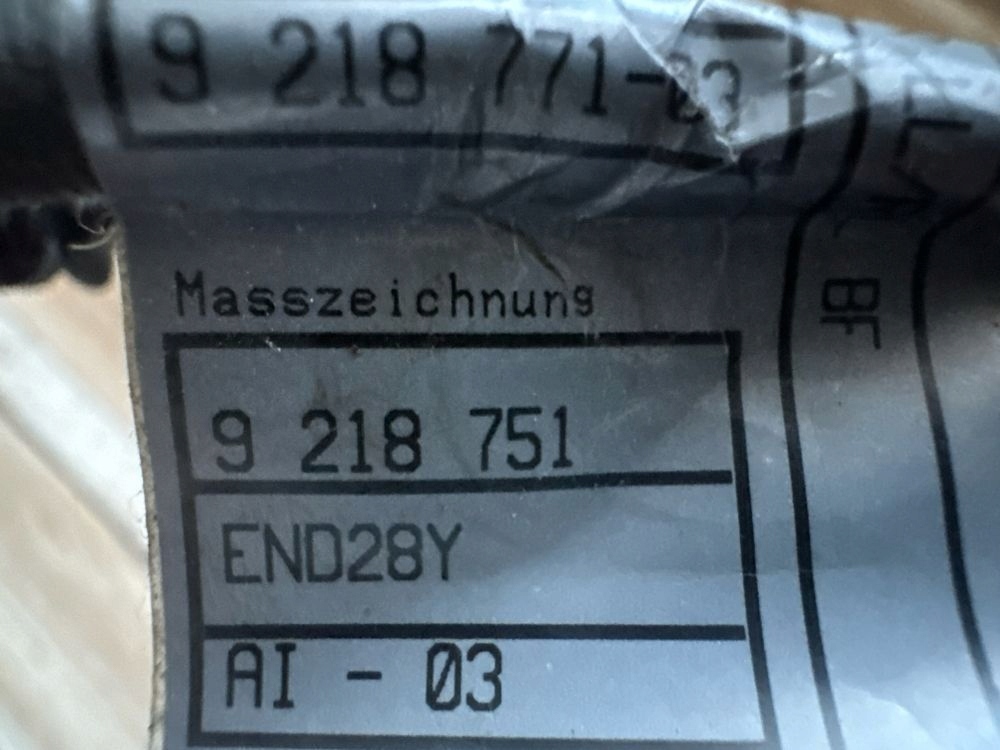 9 218 771-03
Masszeichnung
9 218 751
END28Y
AI - 03
BF